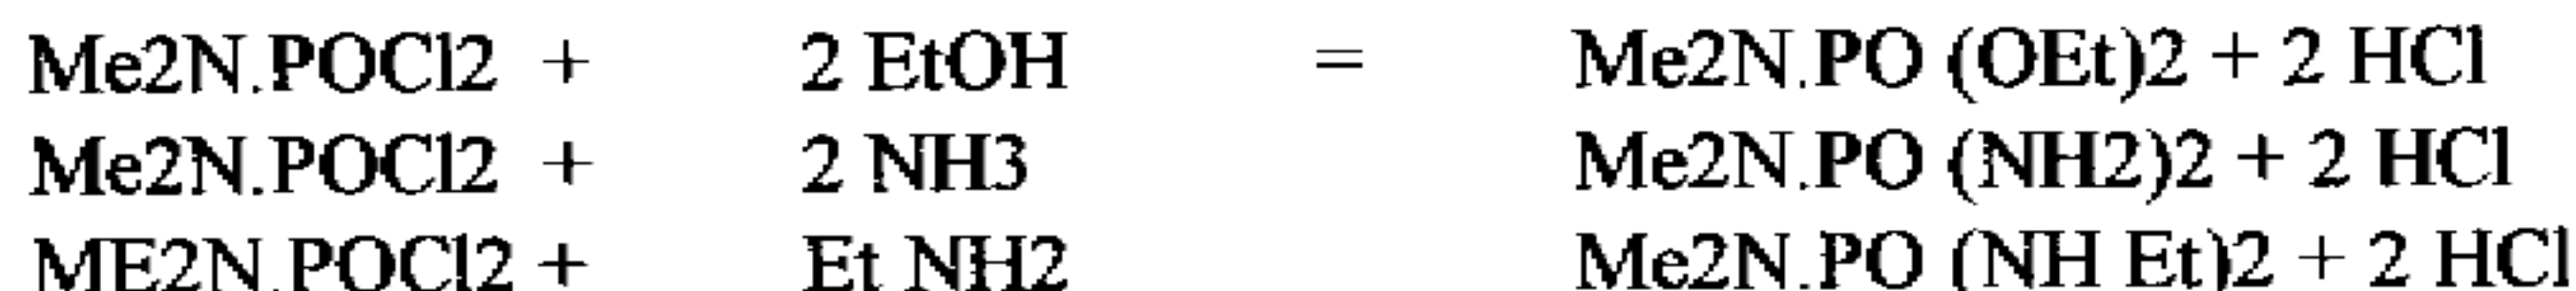 Me2N.POCl2 + 2 EtOH = Me2N.PO (OEt)2 + 2 HCl
Me2N.POCl2 + 2 NH3 Me2N.PO (NH2)2 + 2 HCl
ME2N.POCl2 + Et NH2 Me2N.PO (NH Et)2 + 2 HCl